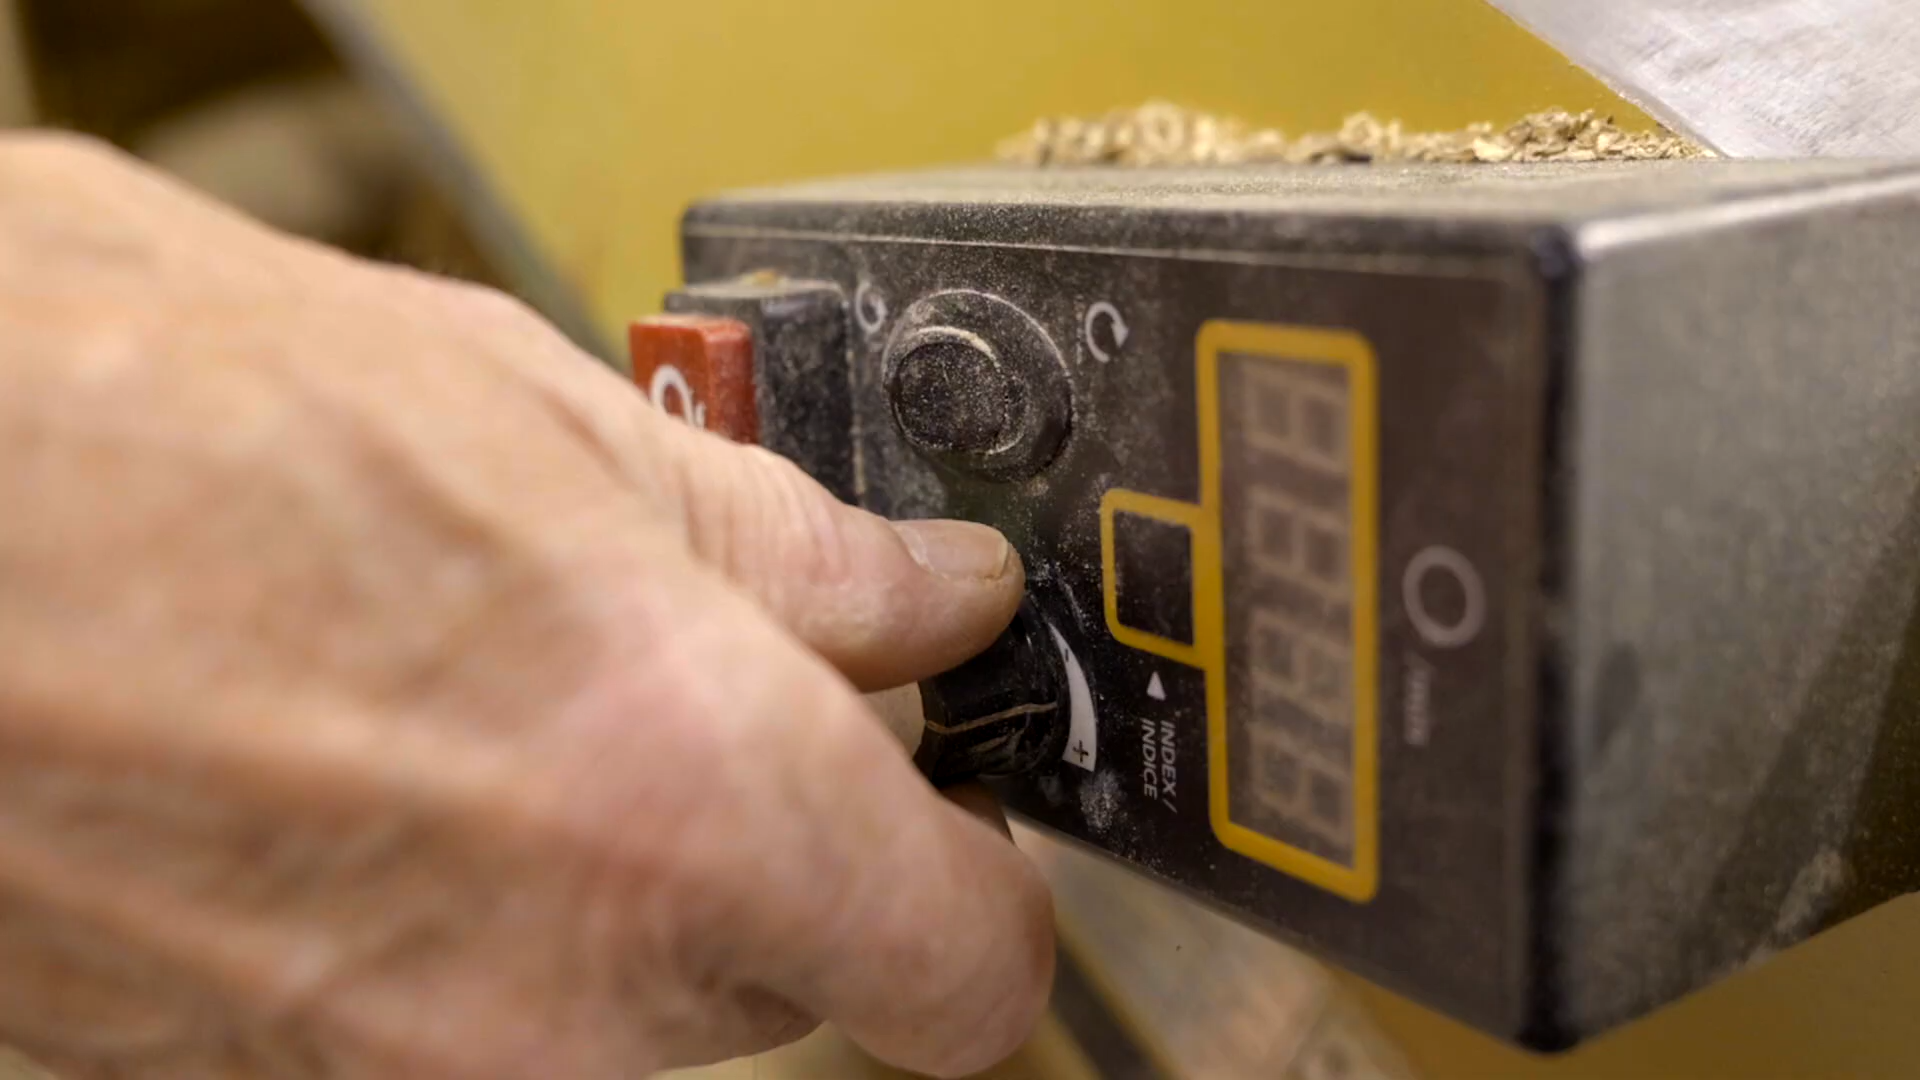 INDEX /
INDICE
- +